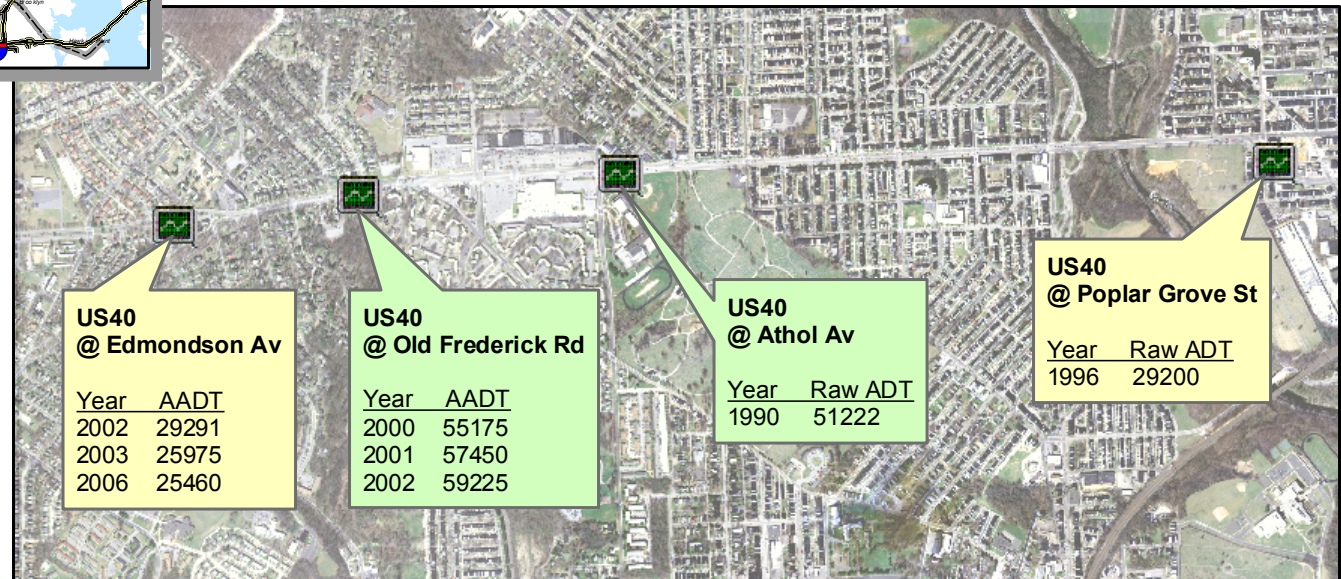 US40
@ Edmondson Av
Year AADT
2002 29291
2003 25975
2006 25460
US40
@ Old Frederick Rd
Year AADT
2000 55175
2001 57450
2002 59225
US40
@ Athol Av
Year Raw ADT
1990 51222
US40
@ Poplar Grove St
Year Raw ADT
1996 29200